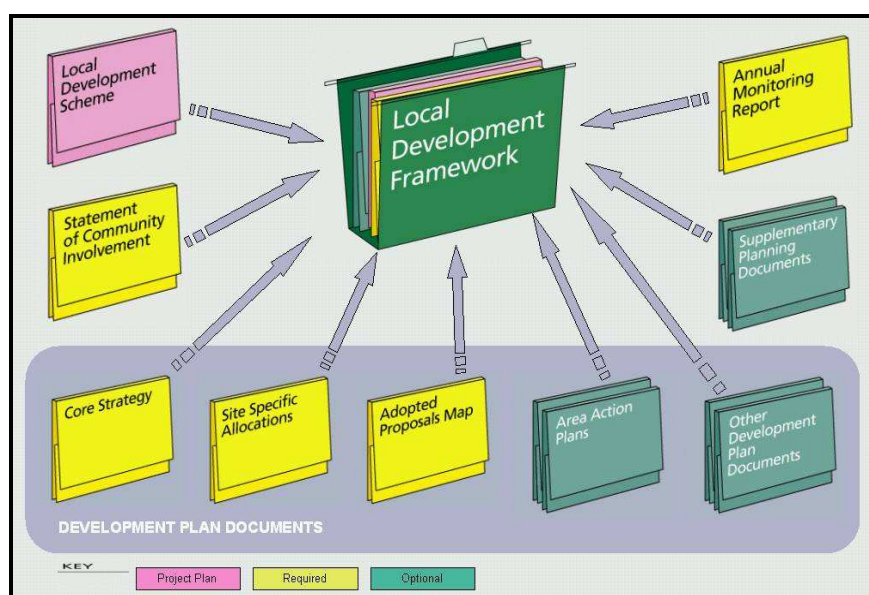 Local
Development
Scheme
Local
Development
Framework
Annual
Monitoring
Report
Statement
of Community
Involvement
Supplementary
Planning
Documents
Core Strategy
Site Specific
Allocations
Adopted
Proposals Map
Area Action
Plans
Other
Development
Plan
Documents
DEVELOPMENT PLAN DOCUMENTS
KEY
Project Plan
Required
Optional